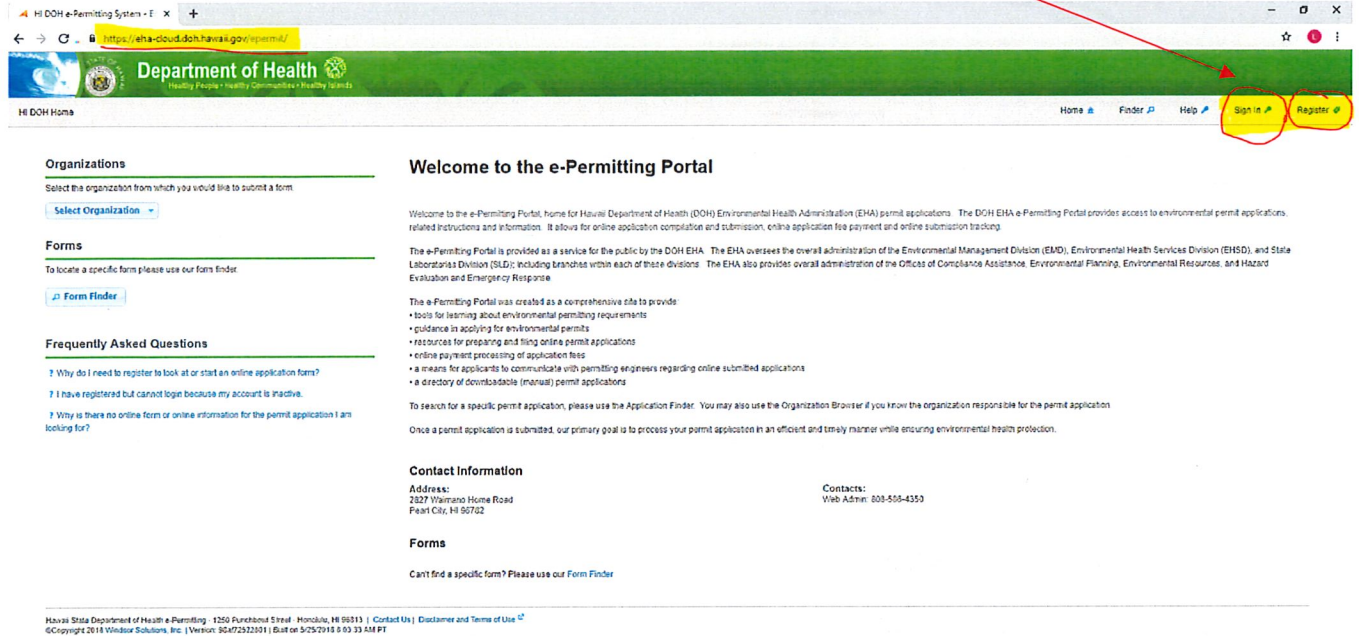 HI DOH e-Permitting System - E
https://eha-cloud.doh.hawaii.gov/epermit/
Department of Health
Healthy People • Healthy Communities • Healthy Islands
HI DOH Home
Home
Finder
Help
Sign In
Register
Organizations
Select the organization from which you would like to submit a form
Select Organization
Forms
To locate a specific form please use our form finder.
Form Finder
Frequently Asked Questions
? Why do I need to register to look at or start an online application form?
? I have registered but cannot login because my account is inactive.
? Why is there no online form or online information for the permit application I am
looking for?
Welcome to the e-Permitting Portal
Welcome to the e-Permitting Portal, home for Hawaii Department of Health (DOH) Environmental Health Administration (EHA) permit applications. The DOH EHA e-Permitting Portal provides access to environmental permit applications,
related instructions and information. It allows for online application compilation and submission, online application fee payment and online submission tracking.
The e-Permitting Portal is provided as a service for the public by the DOH EHA. The EHA oversees the overall administration of the Environmental Management Division (EMD), Environmental Health Services Division (EHSD), and State
Laboratories Division (SLD); including branches within each of these divisions. The EHA also provides overall administration of the Offices of Compliance Assistance, Environmental Planning, Environmental Resources, and Hazard
Evaluation and Emergency Response
The e-Permitting Portal was created as a comprehensive site to provide:
• tools for learning about environmental permitting requirements
• guidance in applying for environmental permits
• resources for preparing and filing online permit applications
• online payment processing of application fees
• a means for applicants to communicate with permitting engineers regarding online submitted applications
• a directory of downloadable (manual) permit applications
To search for a specific permit application, please use the Application Finder. You may also use the Organization Browser if you know the organization responsible for the permit application
Once a permit application is submitted, our primary goal is to process your permit application in an efficient and timely manner while ensuring environmental health protection.
Contact Information
Address:
2827 Waimano Home Road
Pearl City, HI 96782
Contacts:
Web Admin:
Forms
Can't find a specific form? Please use our Form Finder
Hawaii State Department of Health e-Permitting - 1250 Punchbowl Street - Honolulu, HI 96813 | Contact Us | Disclaimer and Terms of Use
©Copyright 2018 Windsor Solutions, Inc. | Version: | Built on 5/25/2018 AM PT